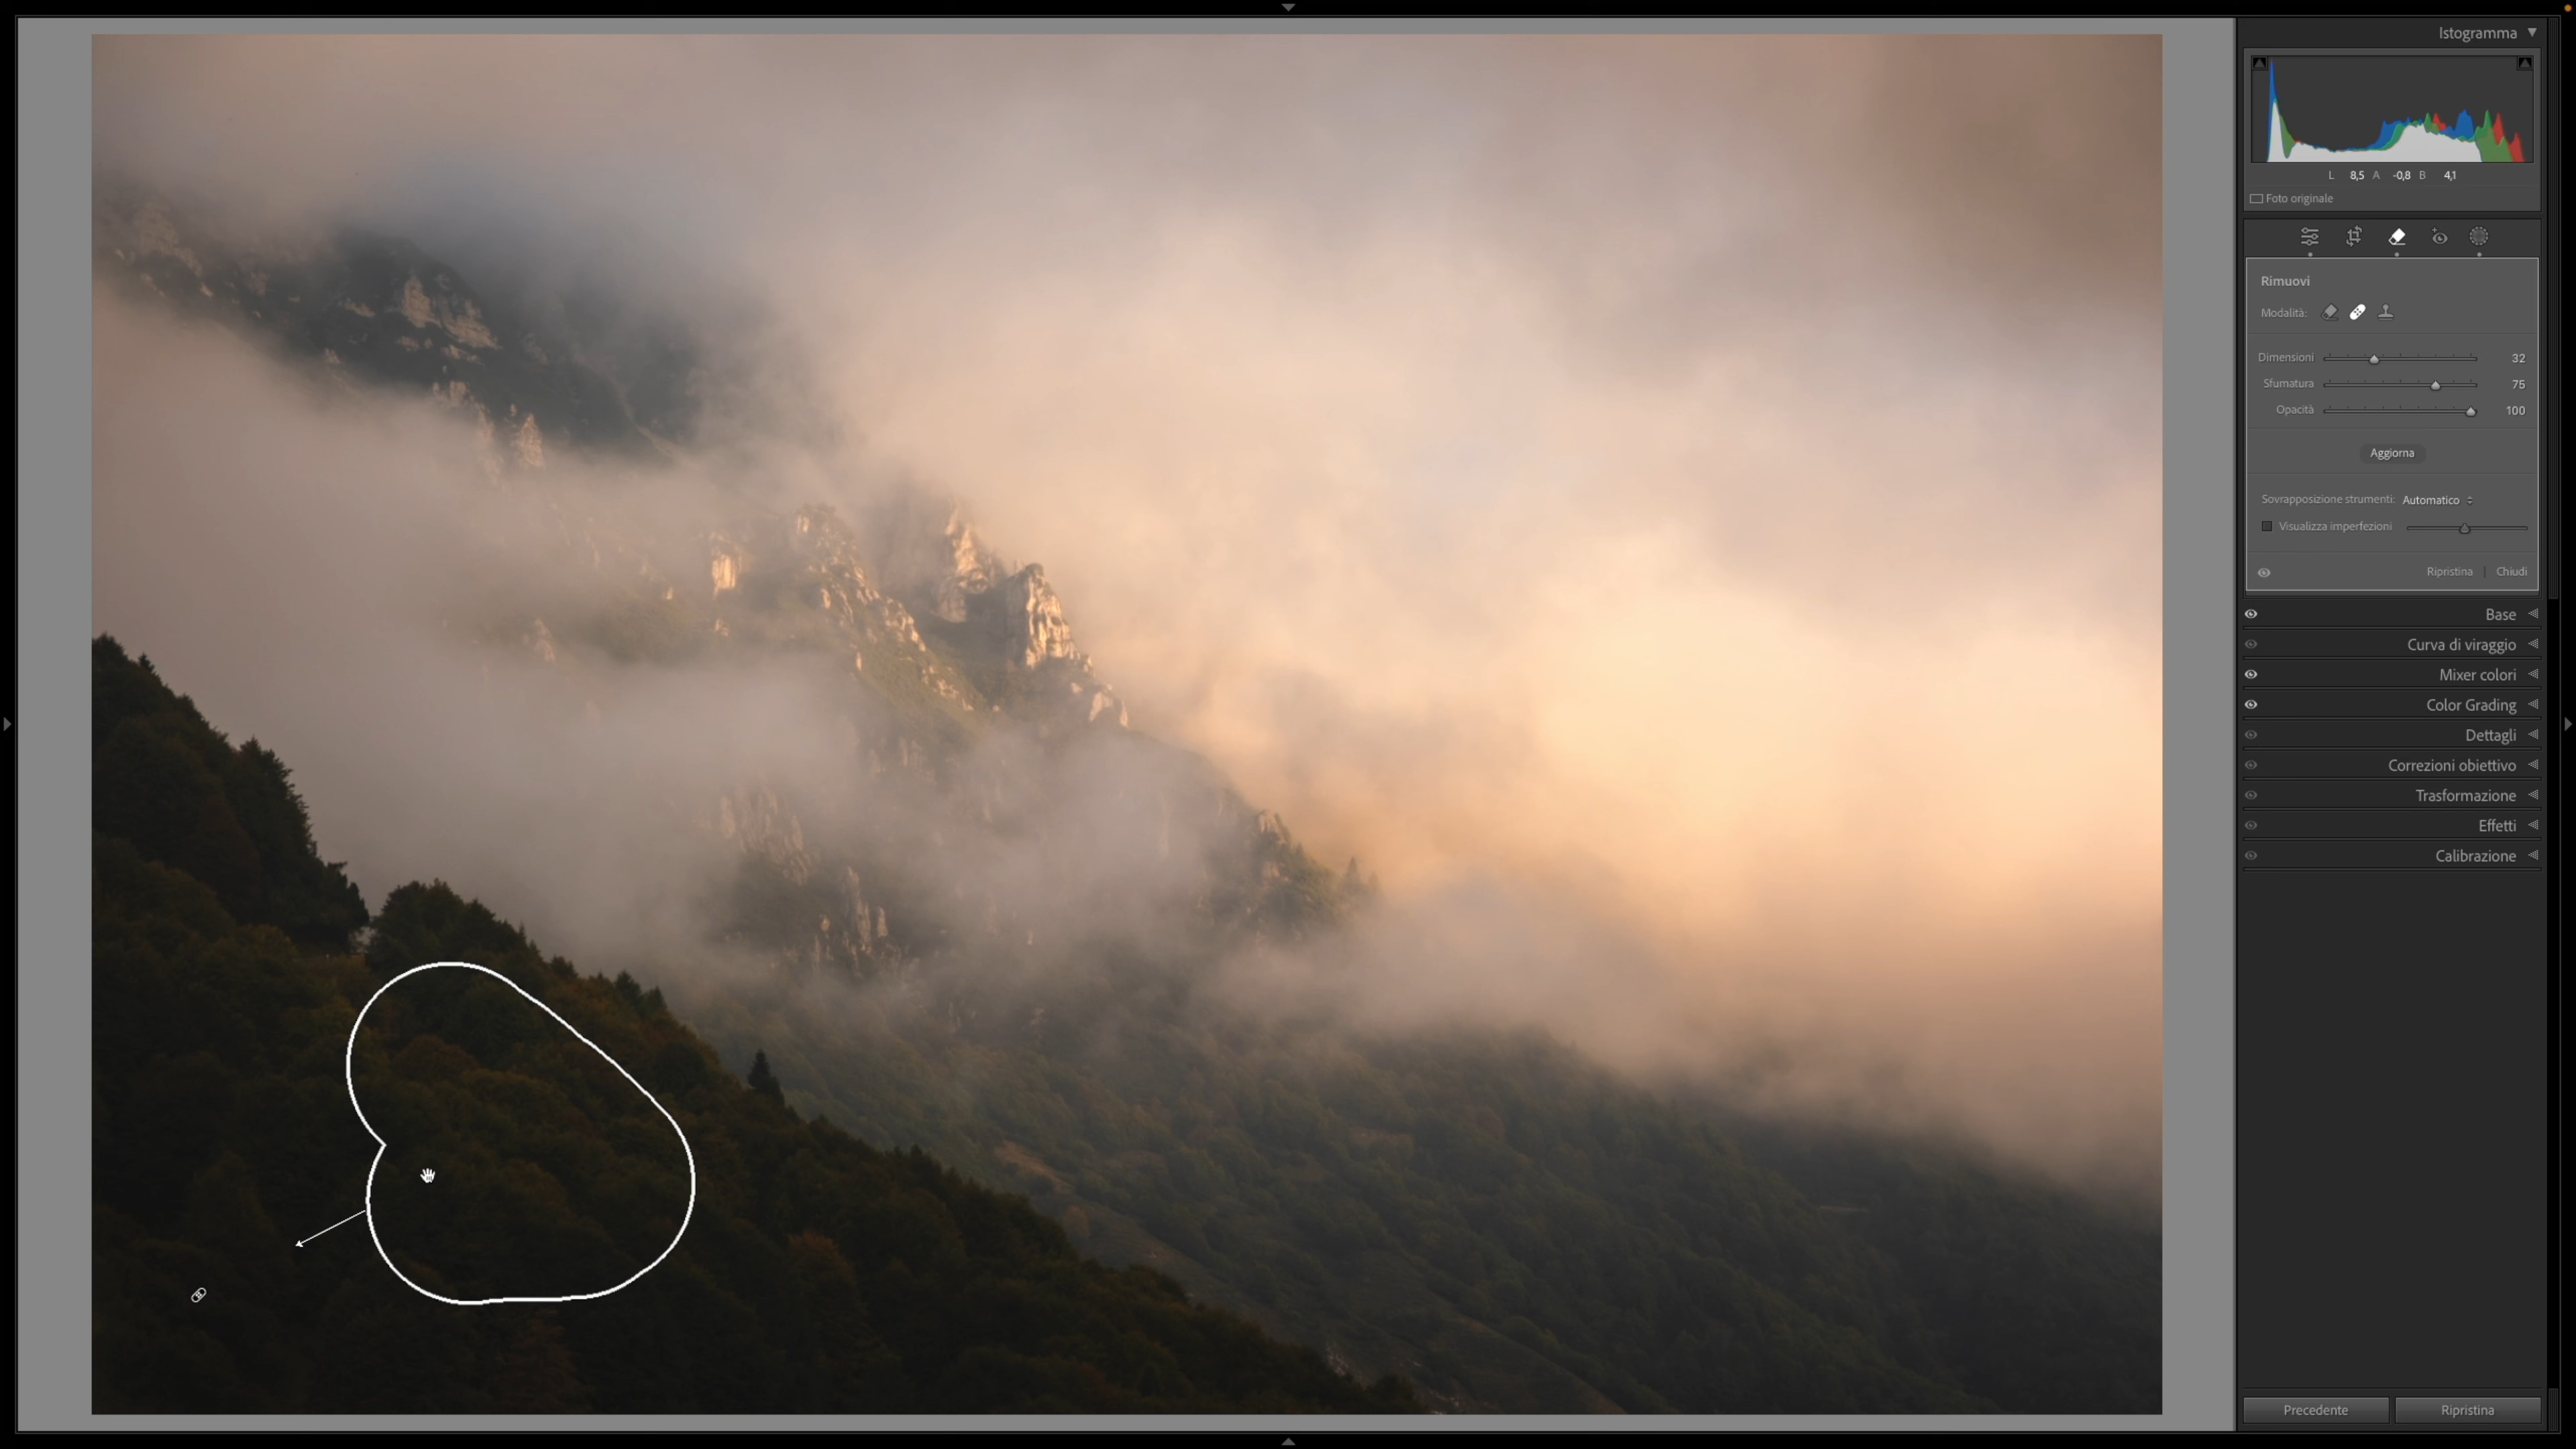 Istogramma
L 8,5 A -0,8 B 4,1
Foto originale
Rimuovi
Modalità:
Dimensioni 32
Sfumatura 75
Opacità 100
Aggiorna
Sovrapposizione strumenti: Automatico
Visualizza imperfezioni
Ripristina | Chiudi
Base
Curva di viraggio
Mixer colori
Color Grading
Dettagli
Correzioni obiettivo
Trasformazione
Effetti
Calibrazione
Precedente Ripristina